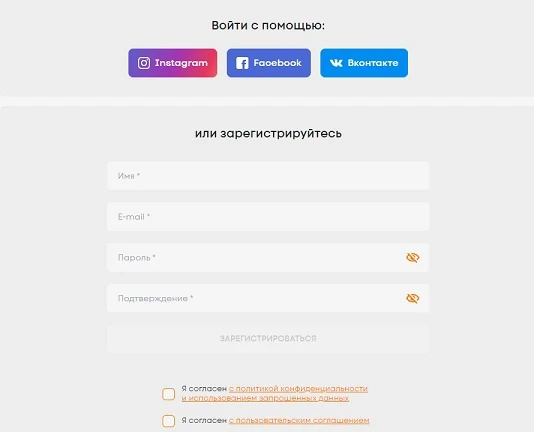 Войти с помощью:
Instagram
Facebook
Вконтакте
или зарегистрируйтесь
Имя *
E-mail *
Пароль *
Подтверждение *
ЗАРЕГИСТРИРОВАТЬСЯ
Я согласен с политикой конфиденциальности
и использованием запрошенных данных
Я согласен с пользовательским соглашением